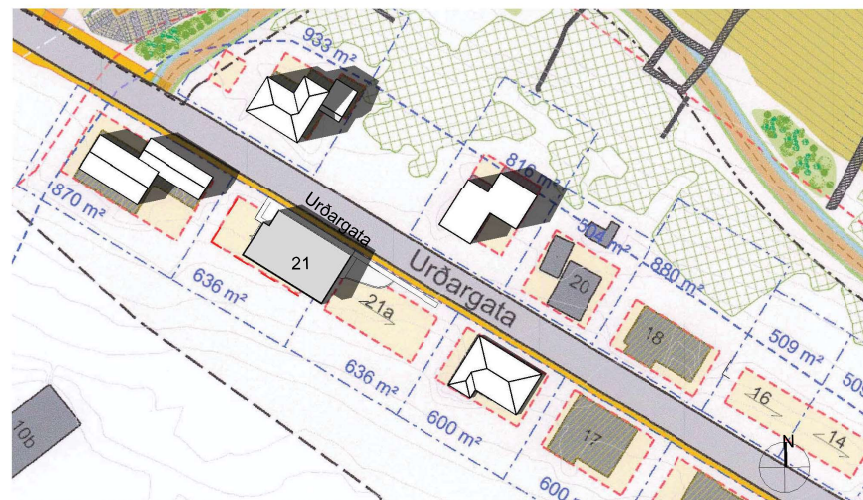 933 m²
870 m²
816 m²
Urðargata
504 m²
636 m²
21
Urðargata
20
880 m²
21a
18
509 m²
50
636 m²
16
14
600 m²
17
N
10b
600